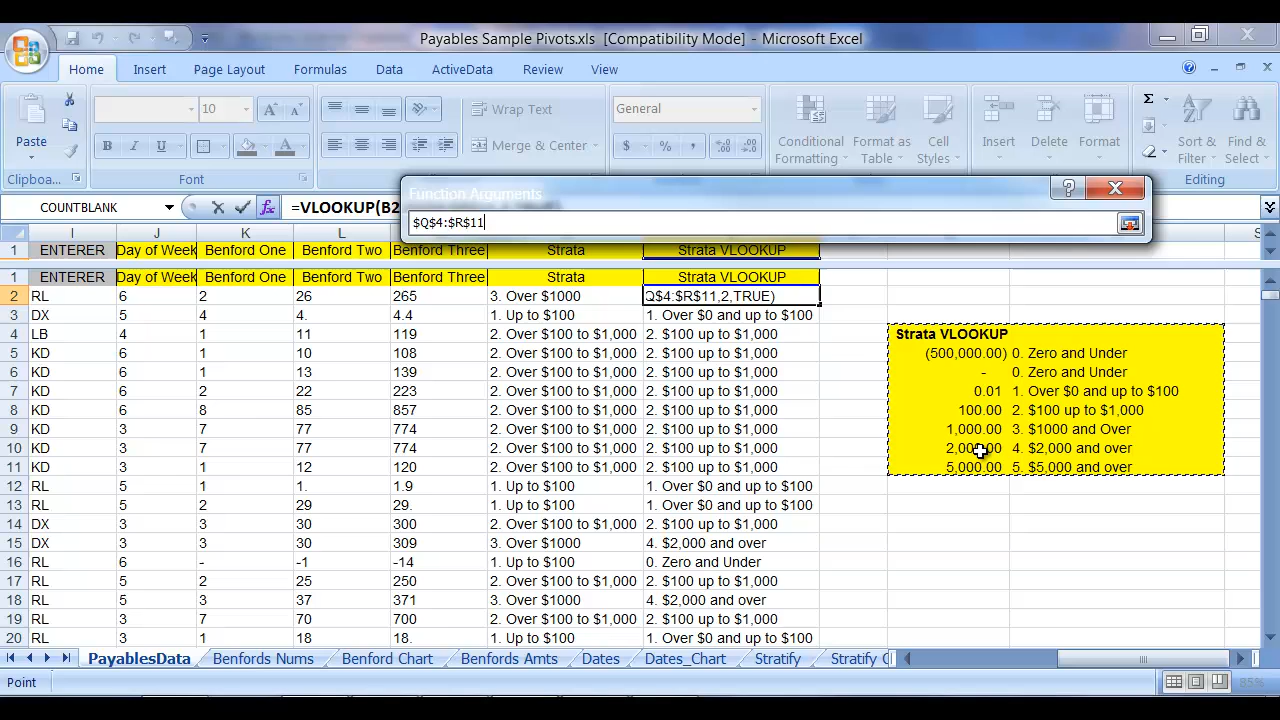 Payables Sample Pivots.xls [Compatibility Mode] - Microsoft Excel
Home Insert Page Layout Formulas Data ActiveData Review View
Paste
10
B I U
Wrap Text
Merge & Center
General
$ % ,
Conditional Formatting
Format as Table
Cell Styles
Insert Delete Format
Σ
Sort & Filter
Find & Select
Clipboa... Font Editing
Function Arguments
$Q$4:$R$11
COUNTBLANK fx =VLOOKUP(B2
I J K L
1 ENTERER Day of Week Benford One Benford Two Benford Three Strata Strata VLOOKUP
1 ENTERER Day of Week Benford One Benford Two Benford Three Strata Strata VLOOKUP
2 RL 6 2 26 265 3. Over $1000 Q$4:$R$11,2,TRUE)
3 DX 5 4 4. 4.4 1. Up to $100 1. Over $0 and up to $100
4 LB 4 1 11 119 2. Over $100 to $1,000 2. $100 up to $1,000 Strata VLOOKUP
5 KD 6 1 10 108 2. Over $100 to $1,000 2. $100 up to $1,000 (500,000.00) 0. Zero and Under
6 KD 6 1 13 139 2. Over $100 to $1,000 2. $100 up to $1,000 - 0. Zero and Under
7 KD 6 2 22 223 2. Over $100 to $1,000 2. $100 up to $1,000 0.01 1. Over $0 and up to $100
8 KD 6 8 85 857 2. Over $100 to $1,000 2. $100 up to $1,000 100.00 2. $100 up to $1,000
9 KD 3 7 77 774 2. Over $100 to $1,000 2. $100 up to $1,000 1,000.00 3. $1000 and Over
10 KD 3 7 77 774 2. Over $100 to $1,000 2. $100 up to $1,000 2,000.00 4. $2,000 and over
11 KD 3 1 12 120 2. Over $100 to $1,000 2. $100 up to $1,000 5,000.00 5. $5,000 and over
12 RL 5 1 1. 1.9 1. Up to $100 1. Over $0 and up to $100
13 RL 5 2 29 29. 1. Up to $100 1. Over $0 and up to $100
14 DX 3 3 30 300 2. Over $100 to $1,000 2. $100 up to $1,000
15 DX 3 3 30 309 3. Over $1000 4. $2,000 and over
16 RL 6 - -1 -14 1. Up to $100 0. Zero and Under
17 RL 5 2 25 250 2. Over $100 to $1,000 2. $100 up to $1,000
18 RL 5 3 37 371 3. Over $1000 4. $2,000 and over
19 RL 3 7 70 700 2. Over $100 to $1,000 2. $100 up to $1,000
20 RL 3 1 18 18. 1. Up to $100 1. Over $0 and up to $100
PayablesData Benfords Nums Benford Chart Benfords Amts Dates Dates_Chart Stratify Stratify C
Point 85%